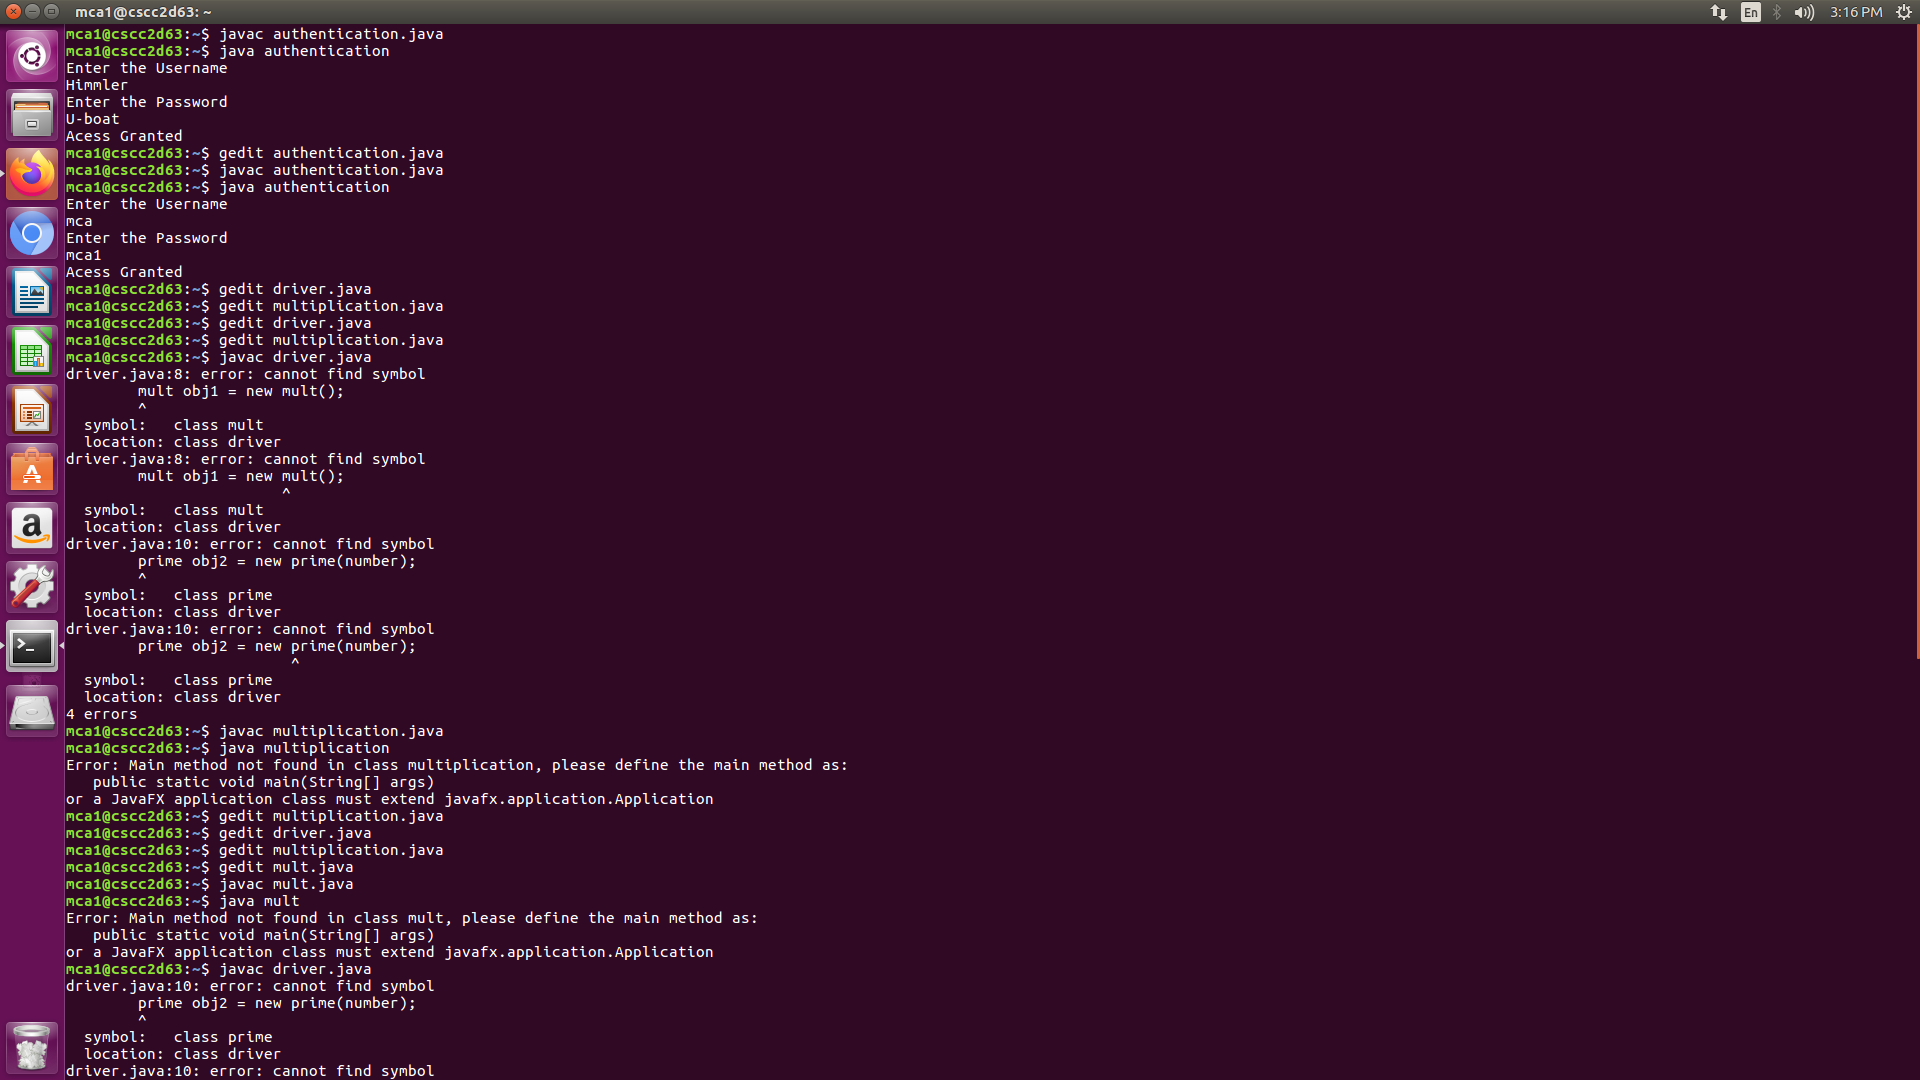 mca1@cscc2d63: ~
En
3:16 PM
mca1@cscc2d63:~$ javac authentication.java
mca1@cscc2d63:~$ java authentication
Enter the Username
Himmler
Enter the Password
U-boat
Acess Granted
mca1@cscc2d63:~$ gedit authentication.java
mca1@cscc2d63:~$ javac authentication.java
mca1@cscc2d63:~$ java authentication
Enter the Username
mca
Enter the Password
mca1
Acess Granted
mca1@cscc2d63:~$ gedit driver.java
mca1@cscc2d63:~$ gedit multiplication.java
mca1@cscc2d63:~$ gedit driver.java
mca1@cscc2d63:~$ gedit multiplication.java
mca1@cscc2d63:~$ javac driver.java
driver.java:8: error: cannot find symbol
        mult obj1 = new mult();
        ^
  symbol:   class mult
  location: class driver
driver.java:8: error: cannot find symbol
        mult obj1 = new mult();
                        ^
  symbol:   class mult
  location: class driver
driver.java:10: error: cannot find symbol
        prime obj2 = new prime(number);
        ^
  symbol:   class prime
  location: class driver
driver.java:10: error: cannot find symbol
        prime obj2 = new prime(number);
                         ^
  symbol:   class prime
  location: class driver
4 errors
mca1@cscc2d63:~$ javac multiplication.java
mca1@cscc2d63:~$ java multiplication
Error: Main method not found in class multiplication, please define the main method as:
   public static void main(String[] args)
or a JavaFX application class must extend javafx.application.Application
mca1@cscc2d63:~$ gedit multiplication.java
mca1@cscc2d63:~$ gedit driver.java
mca1@cscc2d63:~$ gedit multiplication.java
mca1@cscc2d63:~$ gedit mult.java
mca1@cscc2d63:~$ javac mult.java
mca1@cscc2d63:~$ java mult
Error: Main method not found in class mult, please define the main method as:
   public static void main(String[] args)
or a JavaFX application class must extend javafx.application.Application
mca1@cscc2d63:~$ javac driver.java
driver.java:10: error: cannot find symbol
        prime obj2 = new prime(number);
        ^
  symbol:   class prime
  location: class driver
driver.java:10: error: cannot find symbol